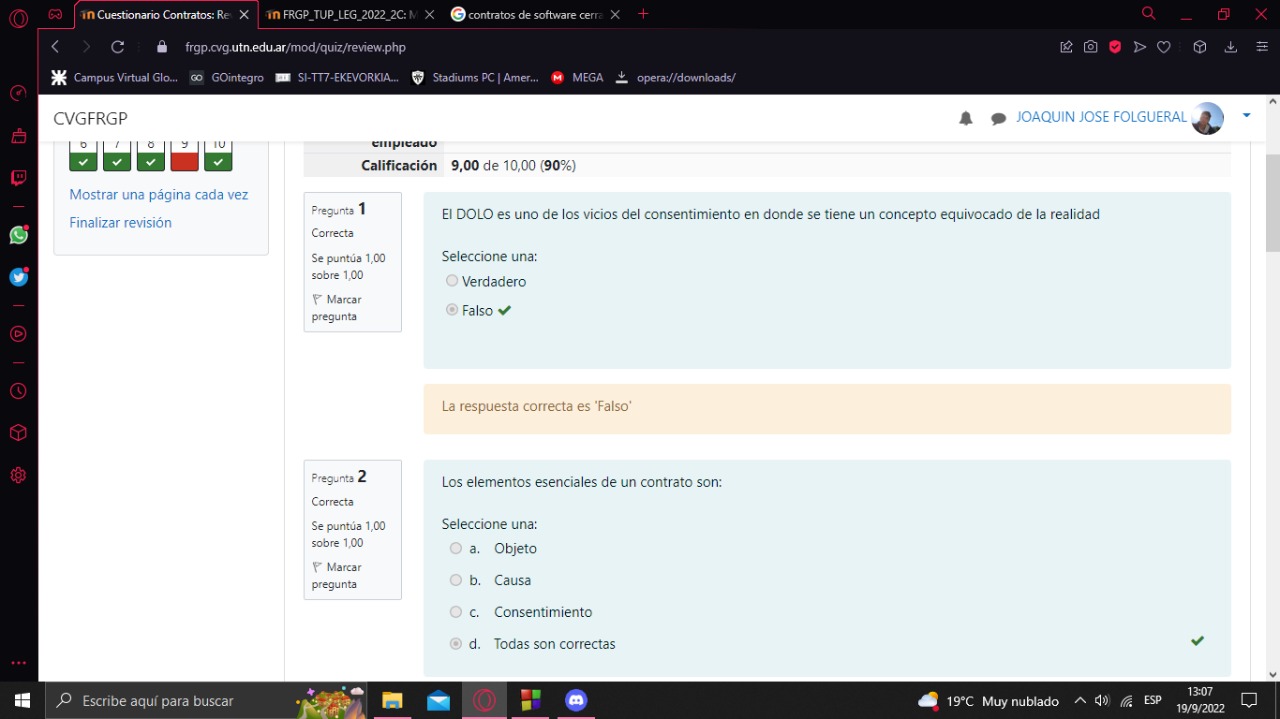 Cuestionario Contratos: Re
FRGP_TUP_LEG_2022_2C: M
contratos de software cerra
frgp.cvg.utn.edu.ar/mod/quiz/review.php
Campus Virtual Glo...
GOintegro
SI-TT7-EKEVORKIA...
Stadiums PC | Amer...
MEGA
opera://downloads/
CVGFRGP
JOAQUIN JOSE FOLGUERAL
6 7 8 9 10
Mostrar una página cada vez
Finalizar revisión
empleado
Calificación 9,00 de 10,00 (90%)
Pregunta 1
Correcta
Se puntúa 1,00
sobre 1,00
Marcar
pregunta
El DOLO es uno de los vicios del consentimiento en donde se tiene un concepto equivocado de la realidad
Seleccione una:
Verdadero
Falso
La respuesta correcta es 'Falso'
Pregunta 2
Correcta
Se puntúa 1,00
sobre 1,00
Marcar
pregunta
Los elementos esenciales de un contrato son:
Seleccione una:
a. Objeto
b. Causa
c. Consentimiento
d. Todas son correctas
Escribe aquí para buscar
19°C Muy nublado
ESP
13:07
19/9/2022